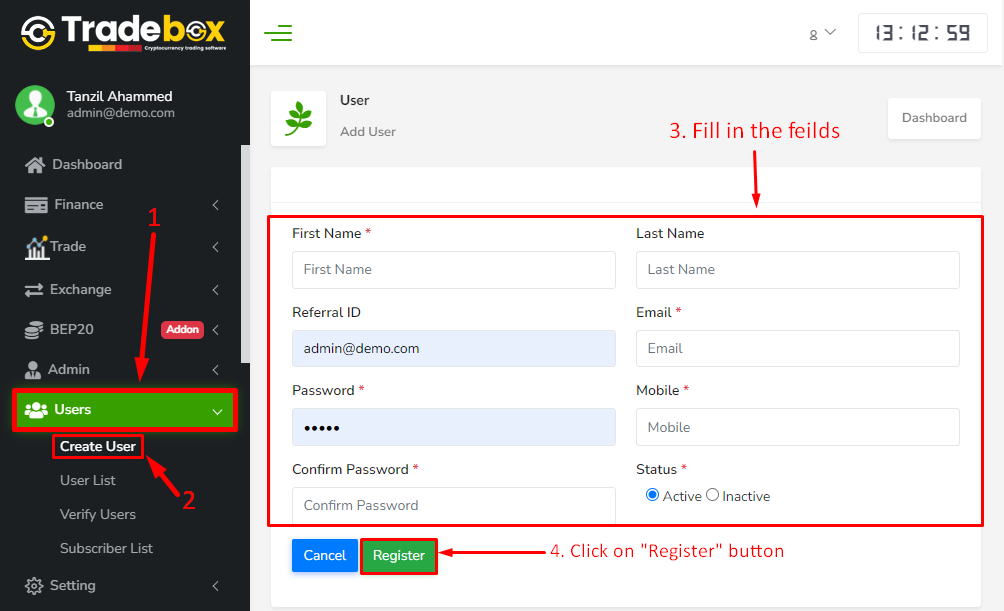 Tradebox
Cryptocurrency trading software
8
13:12:59
Tanzil Ahammed
admin@demo.com
User
Add User
Dashboard
3. Fill in the feilds
Dashboard
Finance
1
Trade
Exchange
BEP20 Addon
Admin
Users
Create User
2
User List
Verify Users
Subscriber List
Setting
First Name * Last Name
First Name Last Name
Referral ID Email *
admin@demo.com Email
Password * Mobile *
••••• Mobile
Confirm Password * Status *
Confirm Password Active Inactive
Cancel Register 4. Click on "Register" button